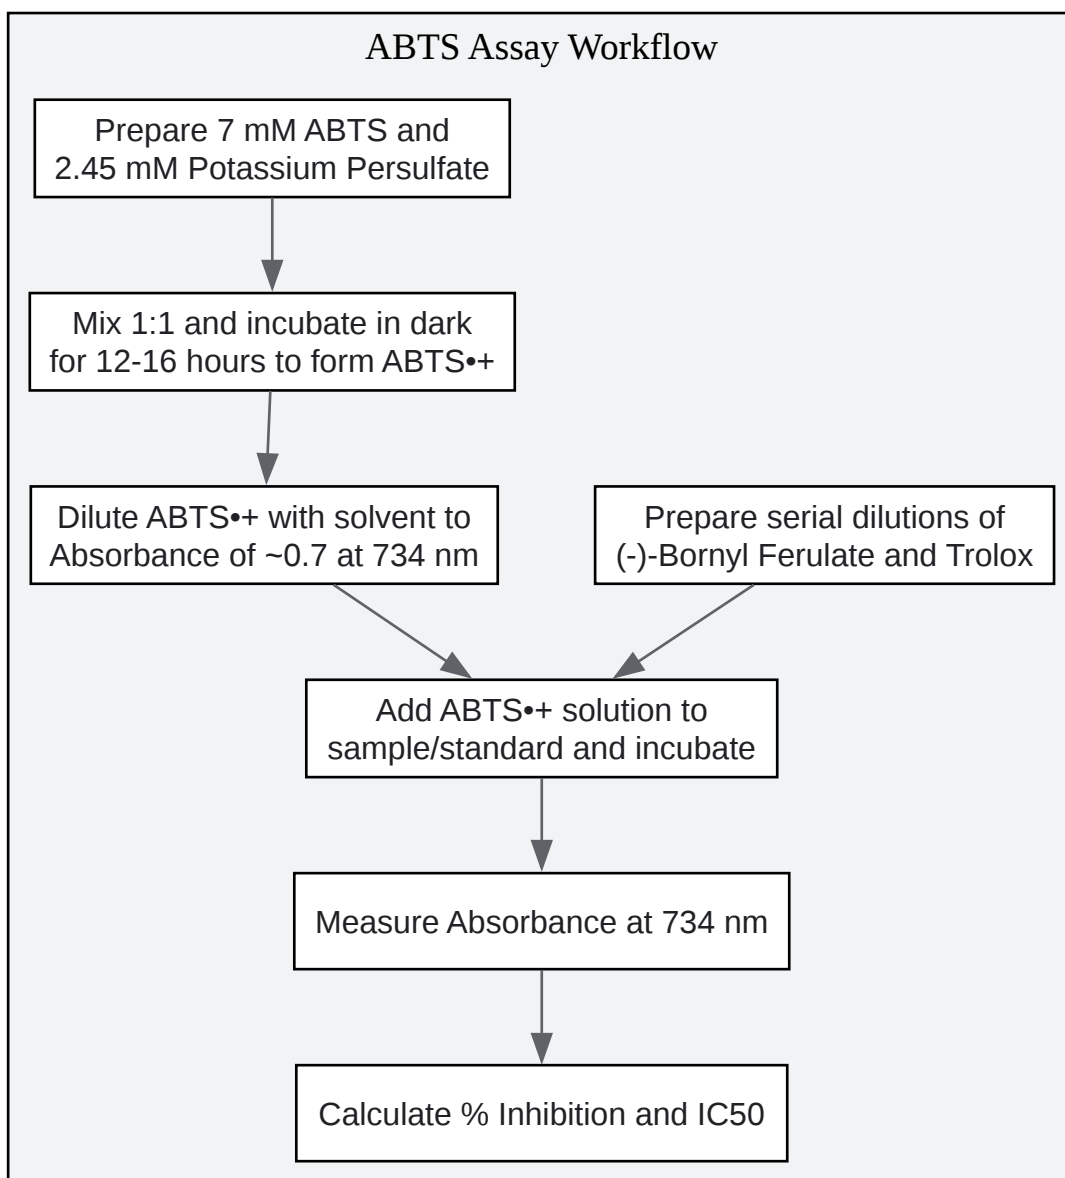 ABTS Assay Workflow
Prepare 7 mM ABTS and
2.45 mM Potassium Persulfate
Mix 1:1 and incubate in dark
for 12-16 hours to form ABTS•+
Dilute ABTS•+ with solvent to
Absorbance of ~0.7 at 734 nm
Prepare serial dilutions of
(-)-Bornyl Ferulate and Trolox
Add ABTS•+ solution to
sample/standard and incubate
Measure Absorbance at 734 nm
Calculate % Inhibition and IC50